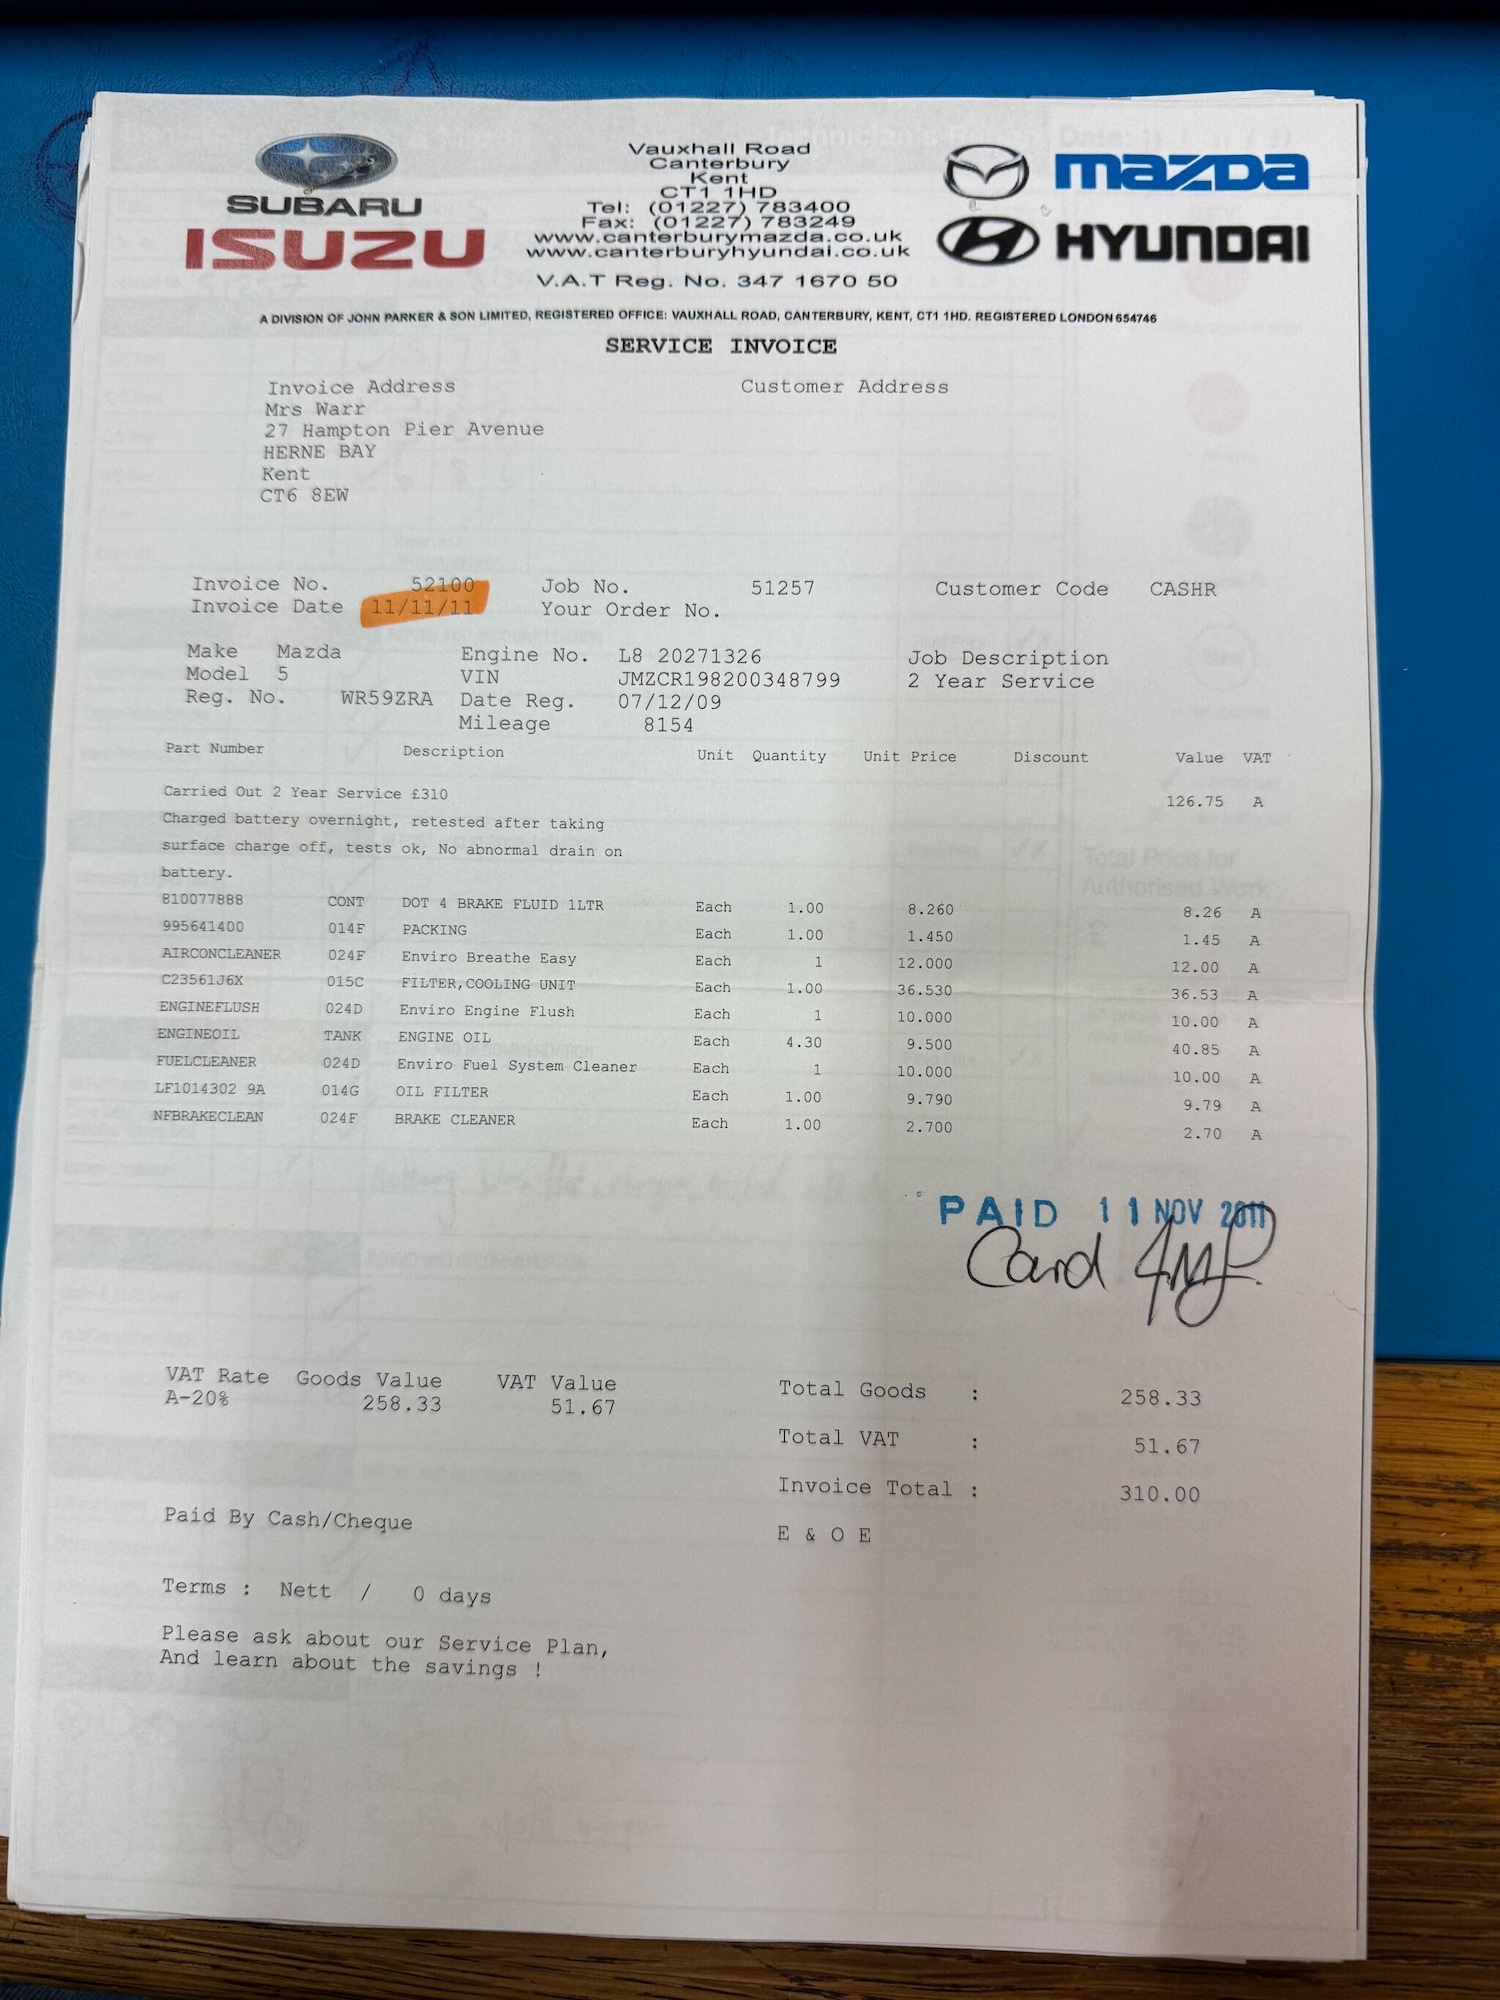 SUBARU
ISUZU
Vauxhall Road
Canterbury
Kent
CT1 1HD
Tel: (01227) 783400
Fax: (01227) 783249
www.canterburymazda.co.uk
www.canterburyhyundai.co.uk
V.A.T Reg. No. 347 1670 50
mazda
HYUNDAI
A DIVISION OF JOHN PARKER & SON LIMITED, REGISTERED OFFICE: VAUXHALL ROAD, CANTERBURY, KENT, CT1 1HD. REGISTERED LONDON 654746
SERVICE INVOICE
Invoice Address
Mrs Warr
27 Hampton Pier Avenue
HERNE BAY
Kent
CT6 8EW
Customer Address
Invoice No. 52100 Job No. 51257 Customer Code CASHR
Invoice Date 11/11/11 Your Order No.
Make Mazda Engine No. L8 20271326 Job Description
Model 5 VIN JMZCR198200348799 2 Year Service
Reg. No. WR59ZRA Date Reg. 07/12/09
Mileage 8154
Part Number Description Unit Quantity Unit Price Discount Value VAT
Carried Out 2 Year Service £310 126.75 A
Charged battery overnight, retested after taking
surface charge off, tests ok, No abnormal drain on
battery.
810077888 CONT DOT 4 BRAKE FLUID 1LTR Each 1.00 8.260 8.26 A
995641400 014F PACKING Each 1.00 1.450 1.45 A
AIRCONCLEANER 024F Enviro Breathe Easy Each 1 12.000 12.00 A
C23561J6X 015C FILTER,COOLING UNIT Each 1.00 36.530 36.53 A
ENGINEFLUSH 024D Enviro Engine Flush Each 1 10.000 10.00 A
ENGINEOIL TANK ENGINE OIL Each 4.30 9.500 40.85 A
FUELCLEANER 024D Enviro Fuel System Cleaner Each 1 10.000 10.00 A
LF1014302 9A 014G OIL FILTER Each 1.00 9.790 9.79 A
NFBRAKECLEAN 024F BRAKE CLEANER Each 1.00 2.700 2.70 A
PAID 11 NOV 2011
Card
VAT Rate Goods Value VAT Value
A-20% 258.33 51.67
Total Goods : 258.33
Total VAT : 51.67
Invoice Total : 310.00
Paid By Cash/Cheque
E & O E
Terms : Nett / 0 days
Please ask about our Service Plan,
And learn about the savings !